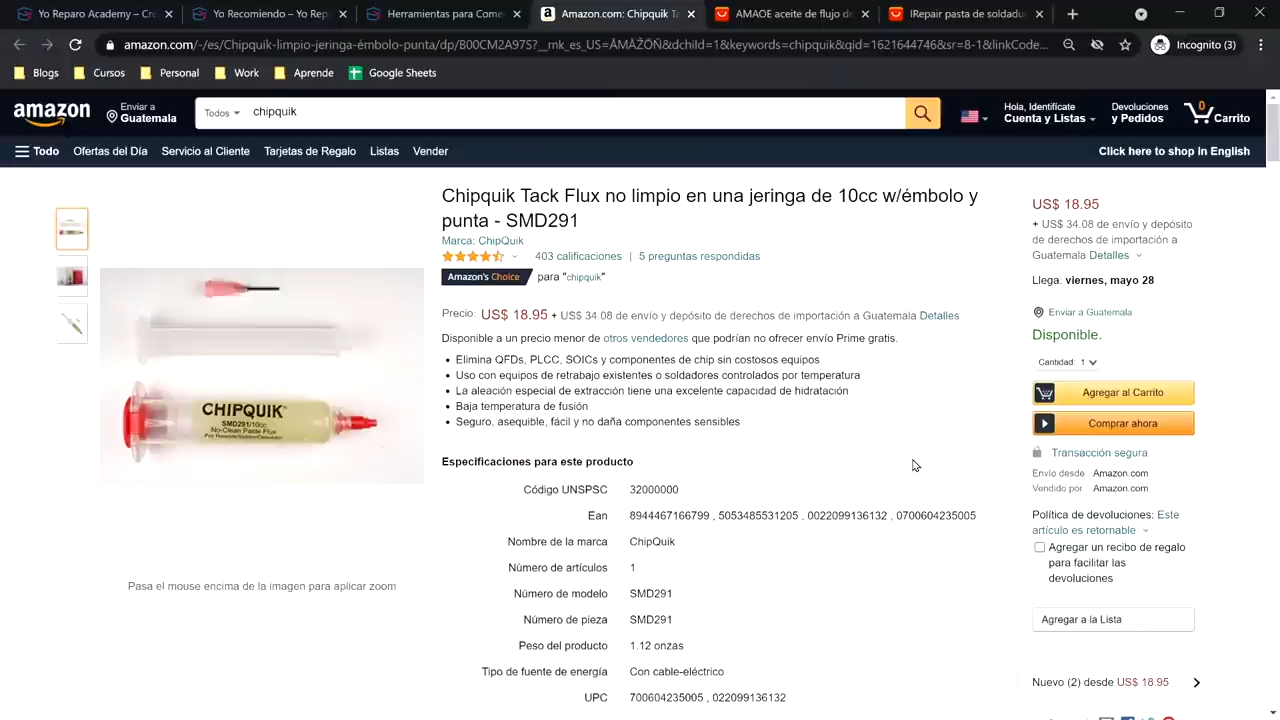 Yo Reparo Cu
Yo Reparo - I
Herramientas para Come
Amazon.com: Chipquik Ta
AMAOE aceite de flujo de
IRepair pasta de soldadu
amazon.com/-/es/Chipquik-limpio-jeringa-émbolo-punta/dp/B00CM2A97S?__mk_es_US=ÅMÅŽÕÑ&dchild=1&keywords=chipquik&qid=1621644746&sr=8-1&linkCode...
Incognito (3)
Blogs
Cursos
Youtube
Work
Aprende
Google Sheets
amazon
Enviar a
Guatemala
Todos
chipquik
Hola, Identifícate
Cuenta y Listas
Devoluciones
y Pedidos
0
Carrito
Todo
Ofertas del Día
Servicio al Cliente
Tarjetas de Regalo
Listas
Vender
Click here to shop in English
Chipquik Tack Flux no limpio en una jeringa de 10cc w/émbolo y
punta - SMD291
Marca: ChipQuik
403 calificaciones | 5 preguntas respondidas
Amazon's Choice para "chipquik"
Precio: US$ 18.95 + US$ 34.08 de envío y depósito de derechos de importación a Guatemala Detalles
Disponible a un precio menor de otros vendedores que podrían no ofrecer envío Prime gratis.
• Elimina QFDs, PLCC, SOICs y componentes de chip sin costosos equipos
• Uso con equipos de retrabajo existentes o soldadores controlados por temperatura
• La aleación especial de extracción tiene una excelente capacidad de hidratación
• Baja temperatura de fusión
• Seguro, asequible, fácil y no daña componentes sensibles
CHIPQUIK
SMD291/10cc
No-Clean Paste Flux
Pasa el mouse encima de la imagen para aplicar zoom
Especificaciones para este producto
Código UNSPSC 32000000
Ean 8944467166799 , 5053485531205 , 0022099136132 , 0700604235005
Nombre de la marca ChipQuik
Número de artículos 1
Número de modelo SMD291
Número de pieza SMD291
Peso del producto 1.12 onzas
Tipo de fuente de energía Con cable-eléctrico
UPC 700604235005 , 022099136132
US$ 18.95
+ US$ 34.08 de envío y depósito
de derechos de importación a
Guatemala Detalles
Llega: viernes, mayo 28
Enviar a Guatemala
Disponible.
Cantidad: 1
Agregar al Carrito
Comprar ahora
Transacción segura
Envío desde Amazon.com
Vendido por Amazon.com
Política de devoluciones: Este
artículo es retornable
Agregar un recibo de regalo
para facilitar las
devoluciones
Agregar a la Lista
Nuevo (2) desde US$ 18.95